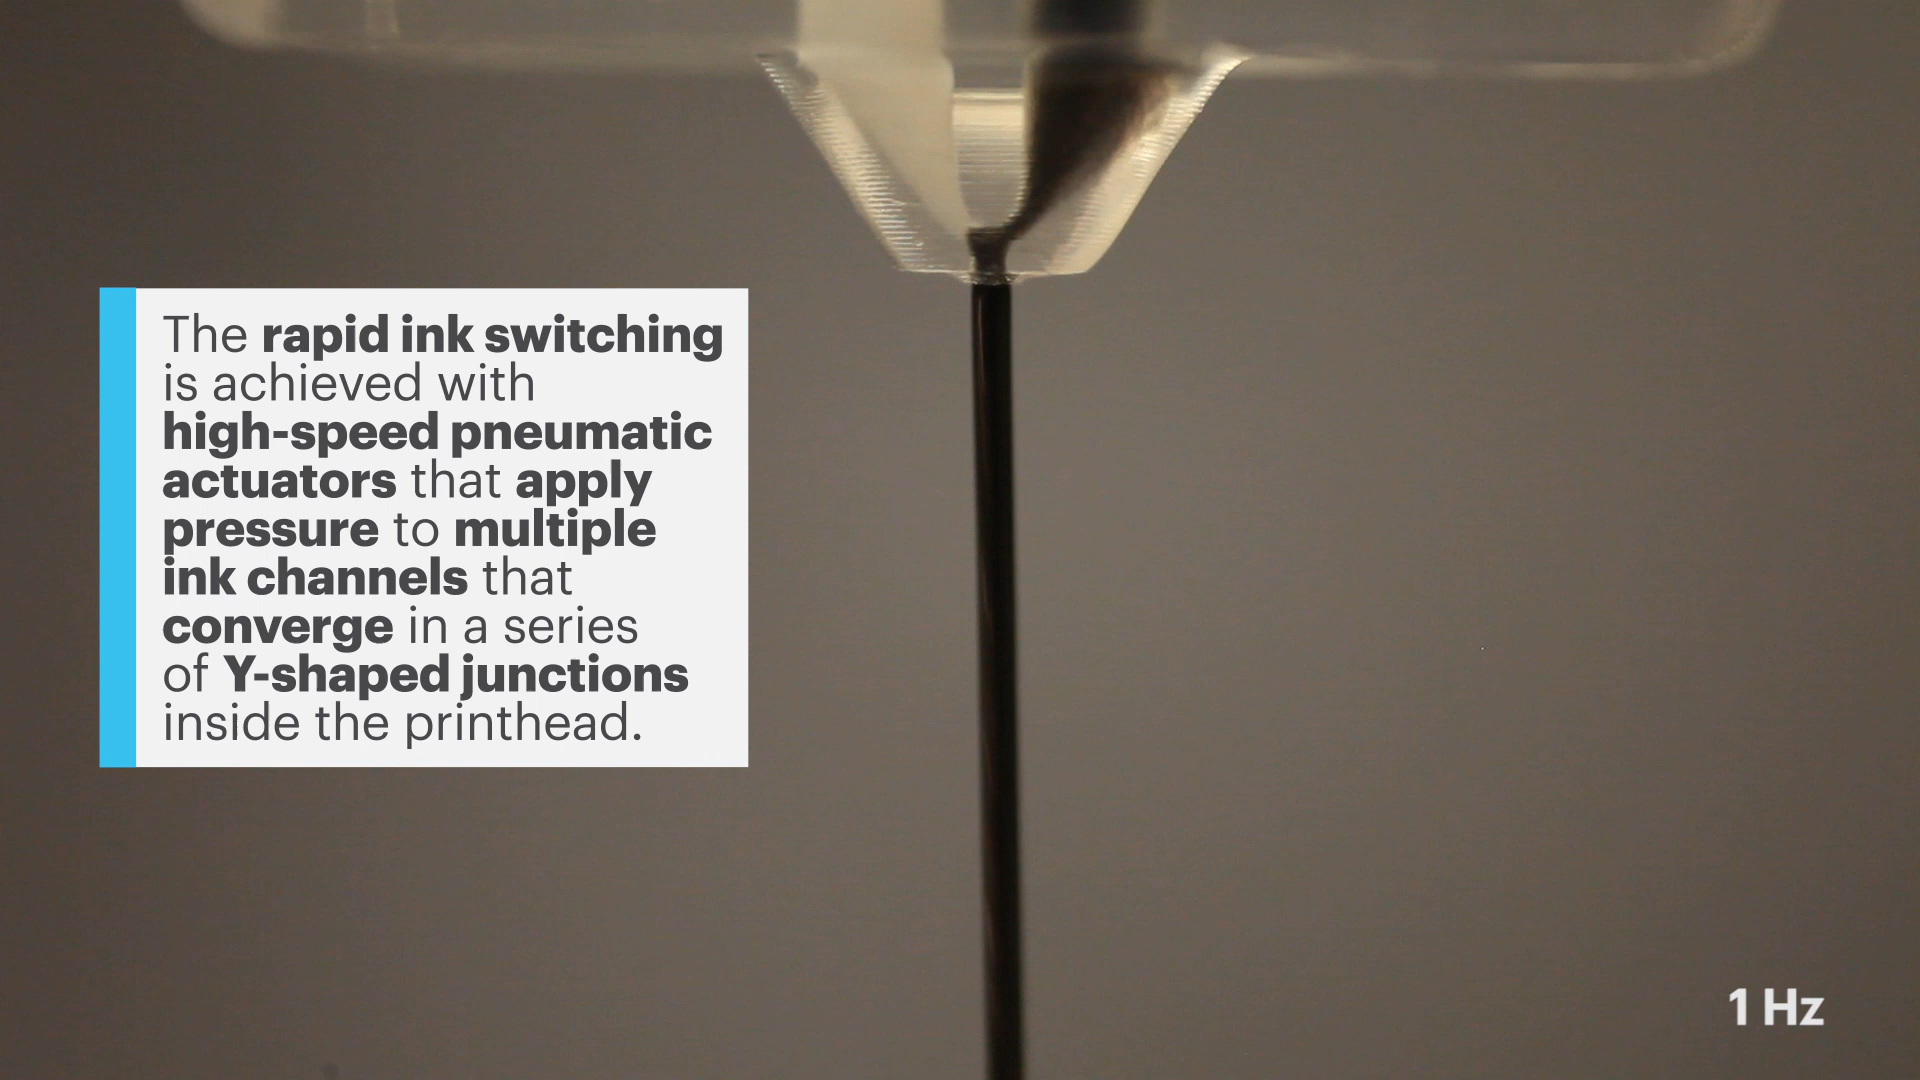 The rapid ink switching
is achieved with
high-speed pneumatic
actuators that apply
pressure to multiple
ink channels that
converge in a series
of Y-shaped junctions
inside the printhead.
1 Hz